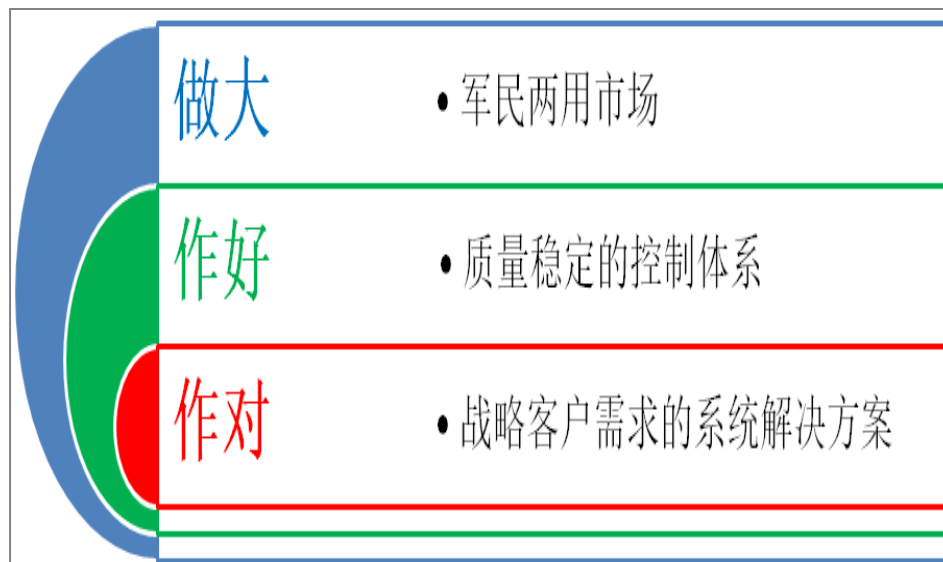 做大
• 军民两用市场
作好
• 质量稳定的控制体系
作对
• 战略客户需求的系统解决方案